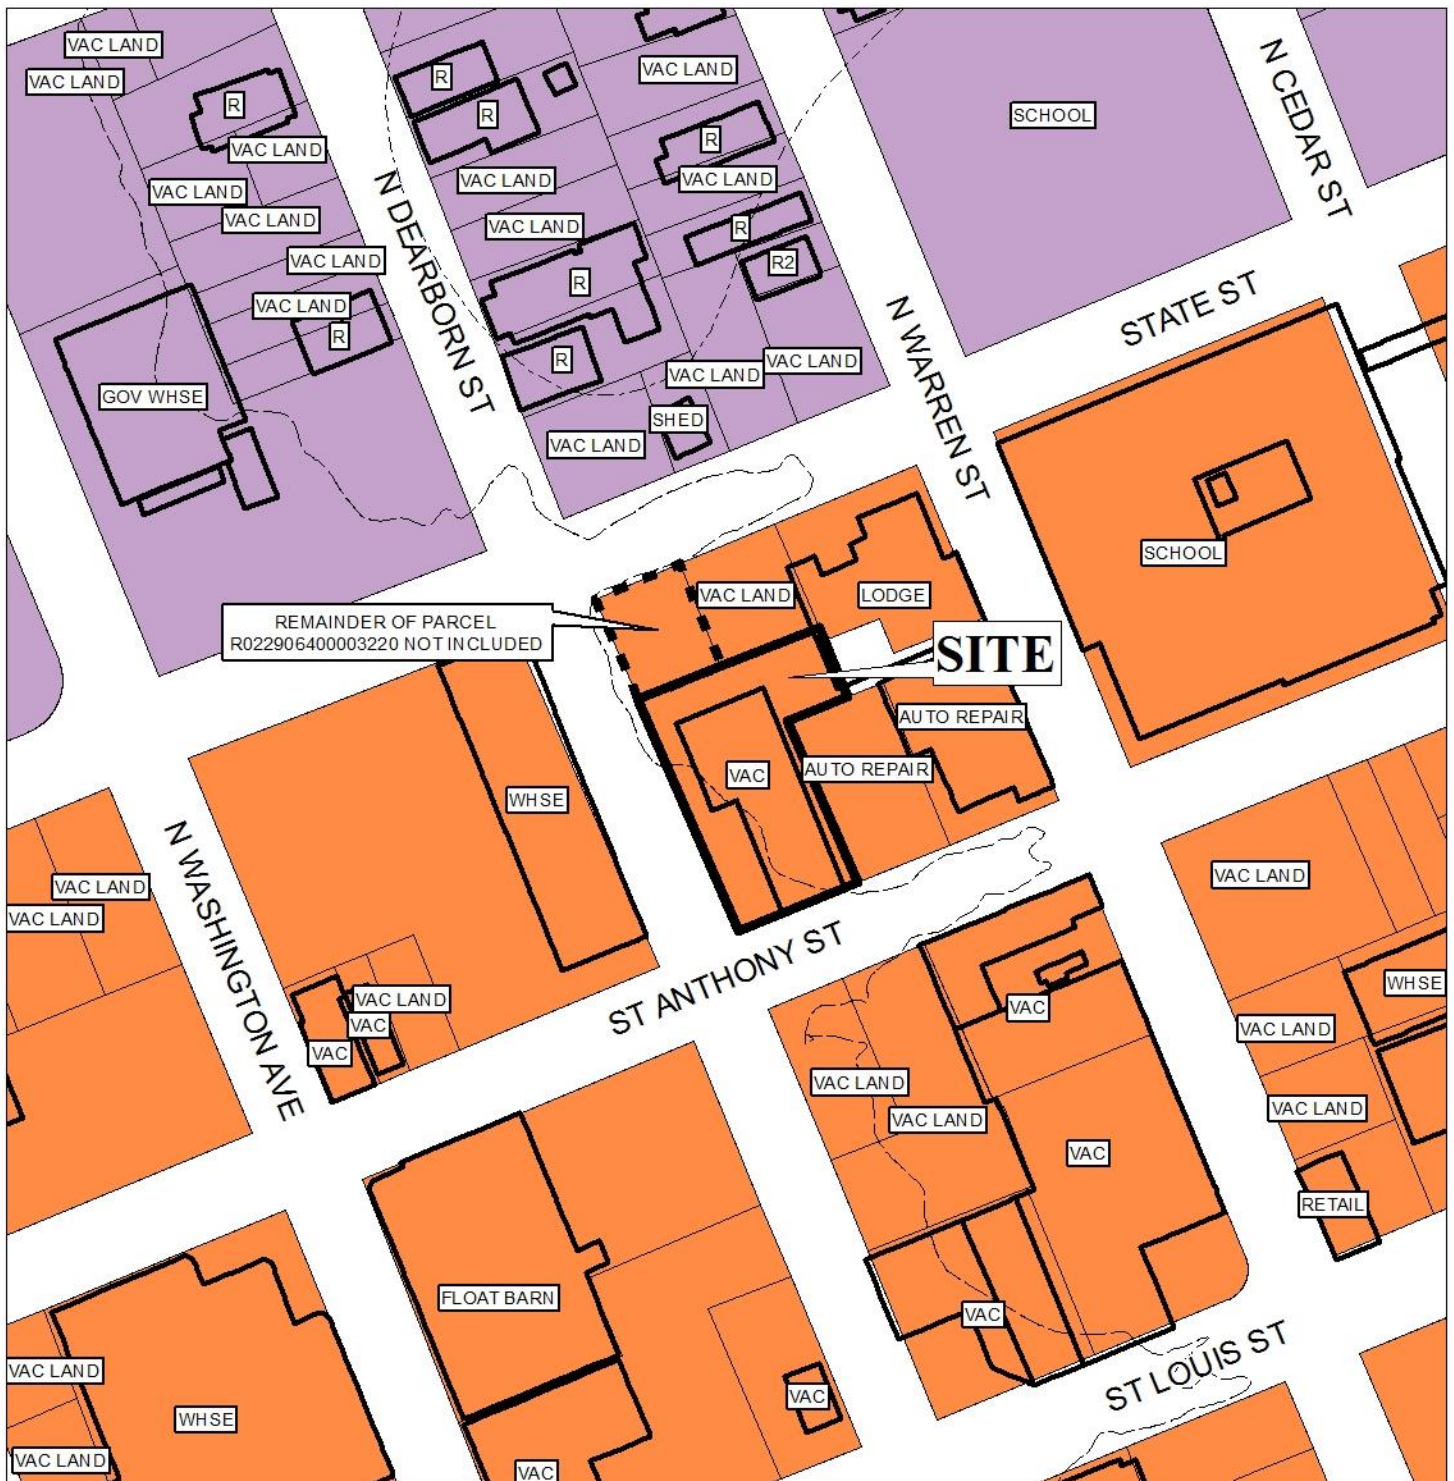 VAC LAND
VAC LAND
R
VAC LAND
VAC LAND
VAC LAND
VAC LAND
VAC LAND
R
GOV WHSE
N DEARBORN ST
R
R
VAC LAND
VAC LAND
R
R
VAC LAND
R
VAC LAND
R
R2
VAC LAND
VAC LAND
SHED
VAC LAND
SCHOOL
N CEDAR ST
STATE ST
N WARREN ST
SCHOOL
REMAINDER OF PARCEL
R022906400003220 NOT INCLUDED
VAC LAND
LODGE
SITE
AUTO REPAIR
AUTO REPAIR
VAC
WHSE
N WASHINGTON AVE
VAC LAND
VAC LAND
VAC LAND
VAC
VAC
ST ANTHONY ST
VAC LAND
WHSE
VAC
VAC LAND
VAC LAND
VAC LAND
VAC LAND
VAC
RETAIL
FLOAT BARN
VAC
ST LOUIS ST
VAC LAND
WHSE
VAC
VAC LAND
VAC